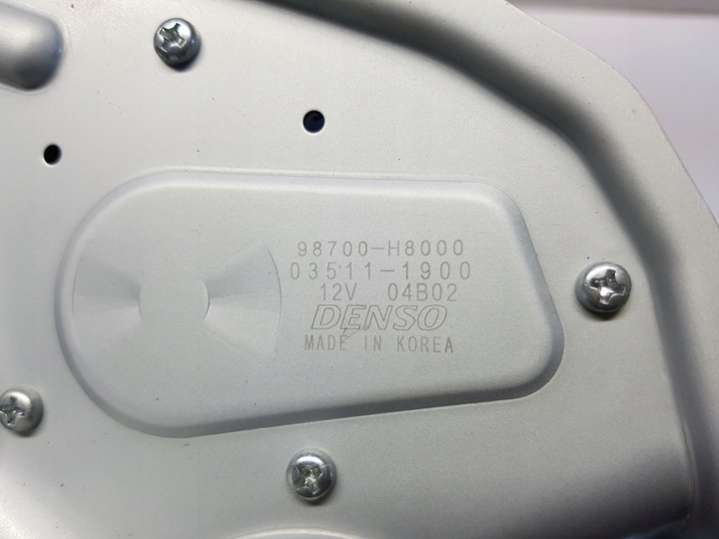 98700-H8000
03511-1900
12V 04B02
DENSO
MADE IN KOREA